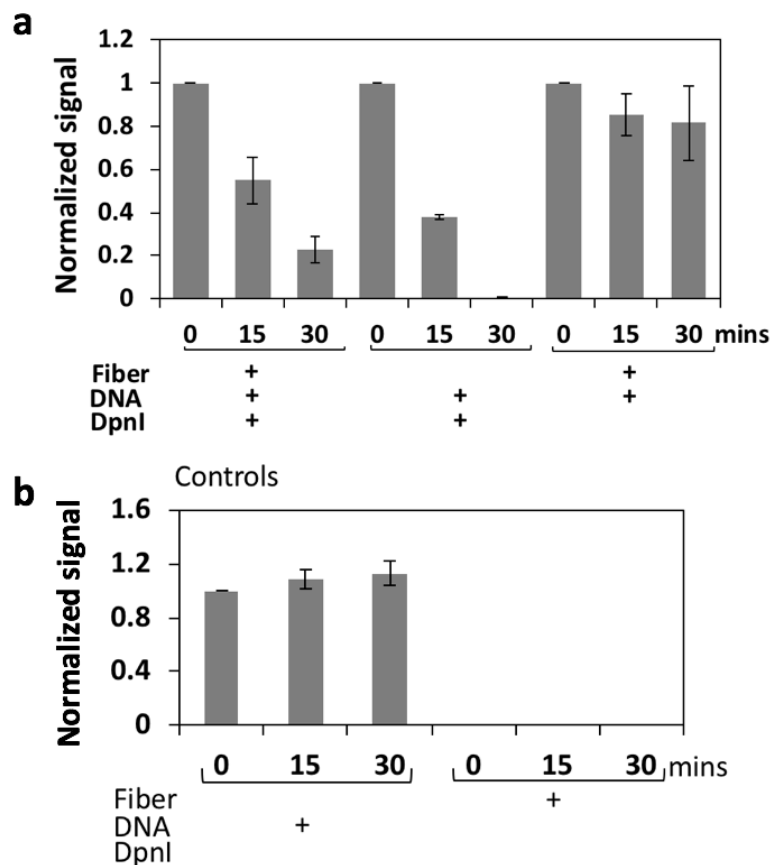 a
Normalized signal
1.2
1
0.8
0.6
0.4
0.2
0
0 15 30 0 15 30 0 15 30 mins
Fiber + +
DNA + + +
DpnI + +
b
Controls
Normalized signal
1.6
1.2
0.8
0.4
0
0 15 30 0 15 30 mins
Fiber +
DNA +
DpnI